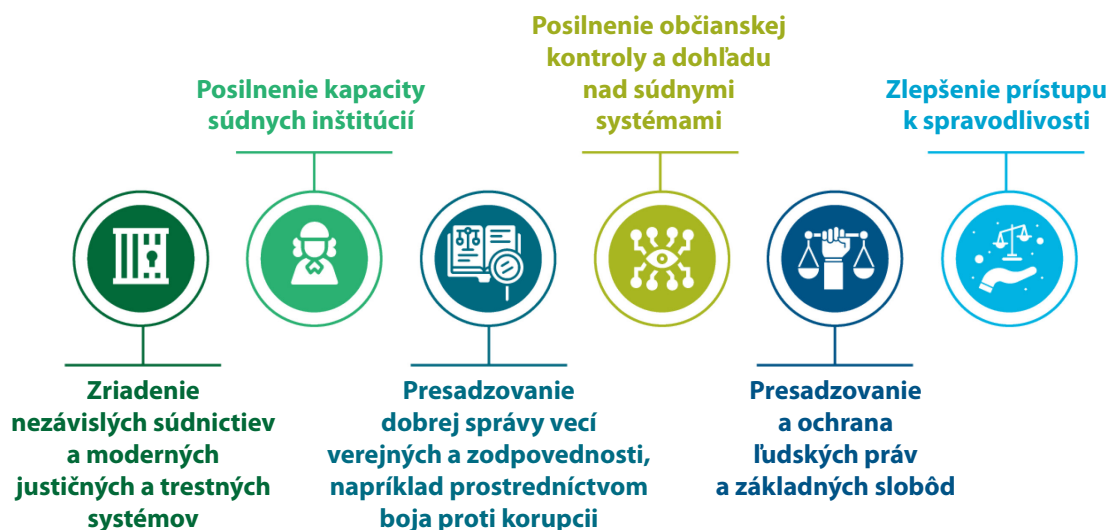 Posilnenie občianskej
kontroly a dohľadu
nad súdnymi
systémami
Posilnenie kapacity
súdnych inštitúcií
Zlepšenie prístupu
k spravodlivosti
Zriadenie
nezávislých súdnictiev
a moderných
justičných a trestných
systémov
Presadzovanie
dobrej správy vecí
verejných a zodpovednosti,
napríklad prostredníctvom
boja proti korupcii
Presadzovanie
a ochrana
ľudských práv
a základných slobôd